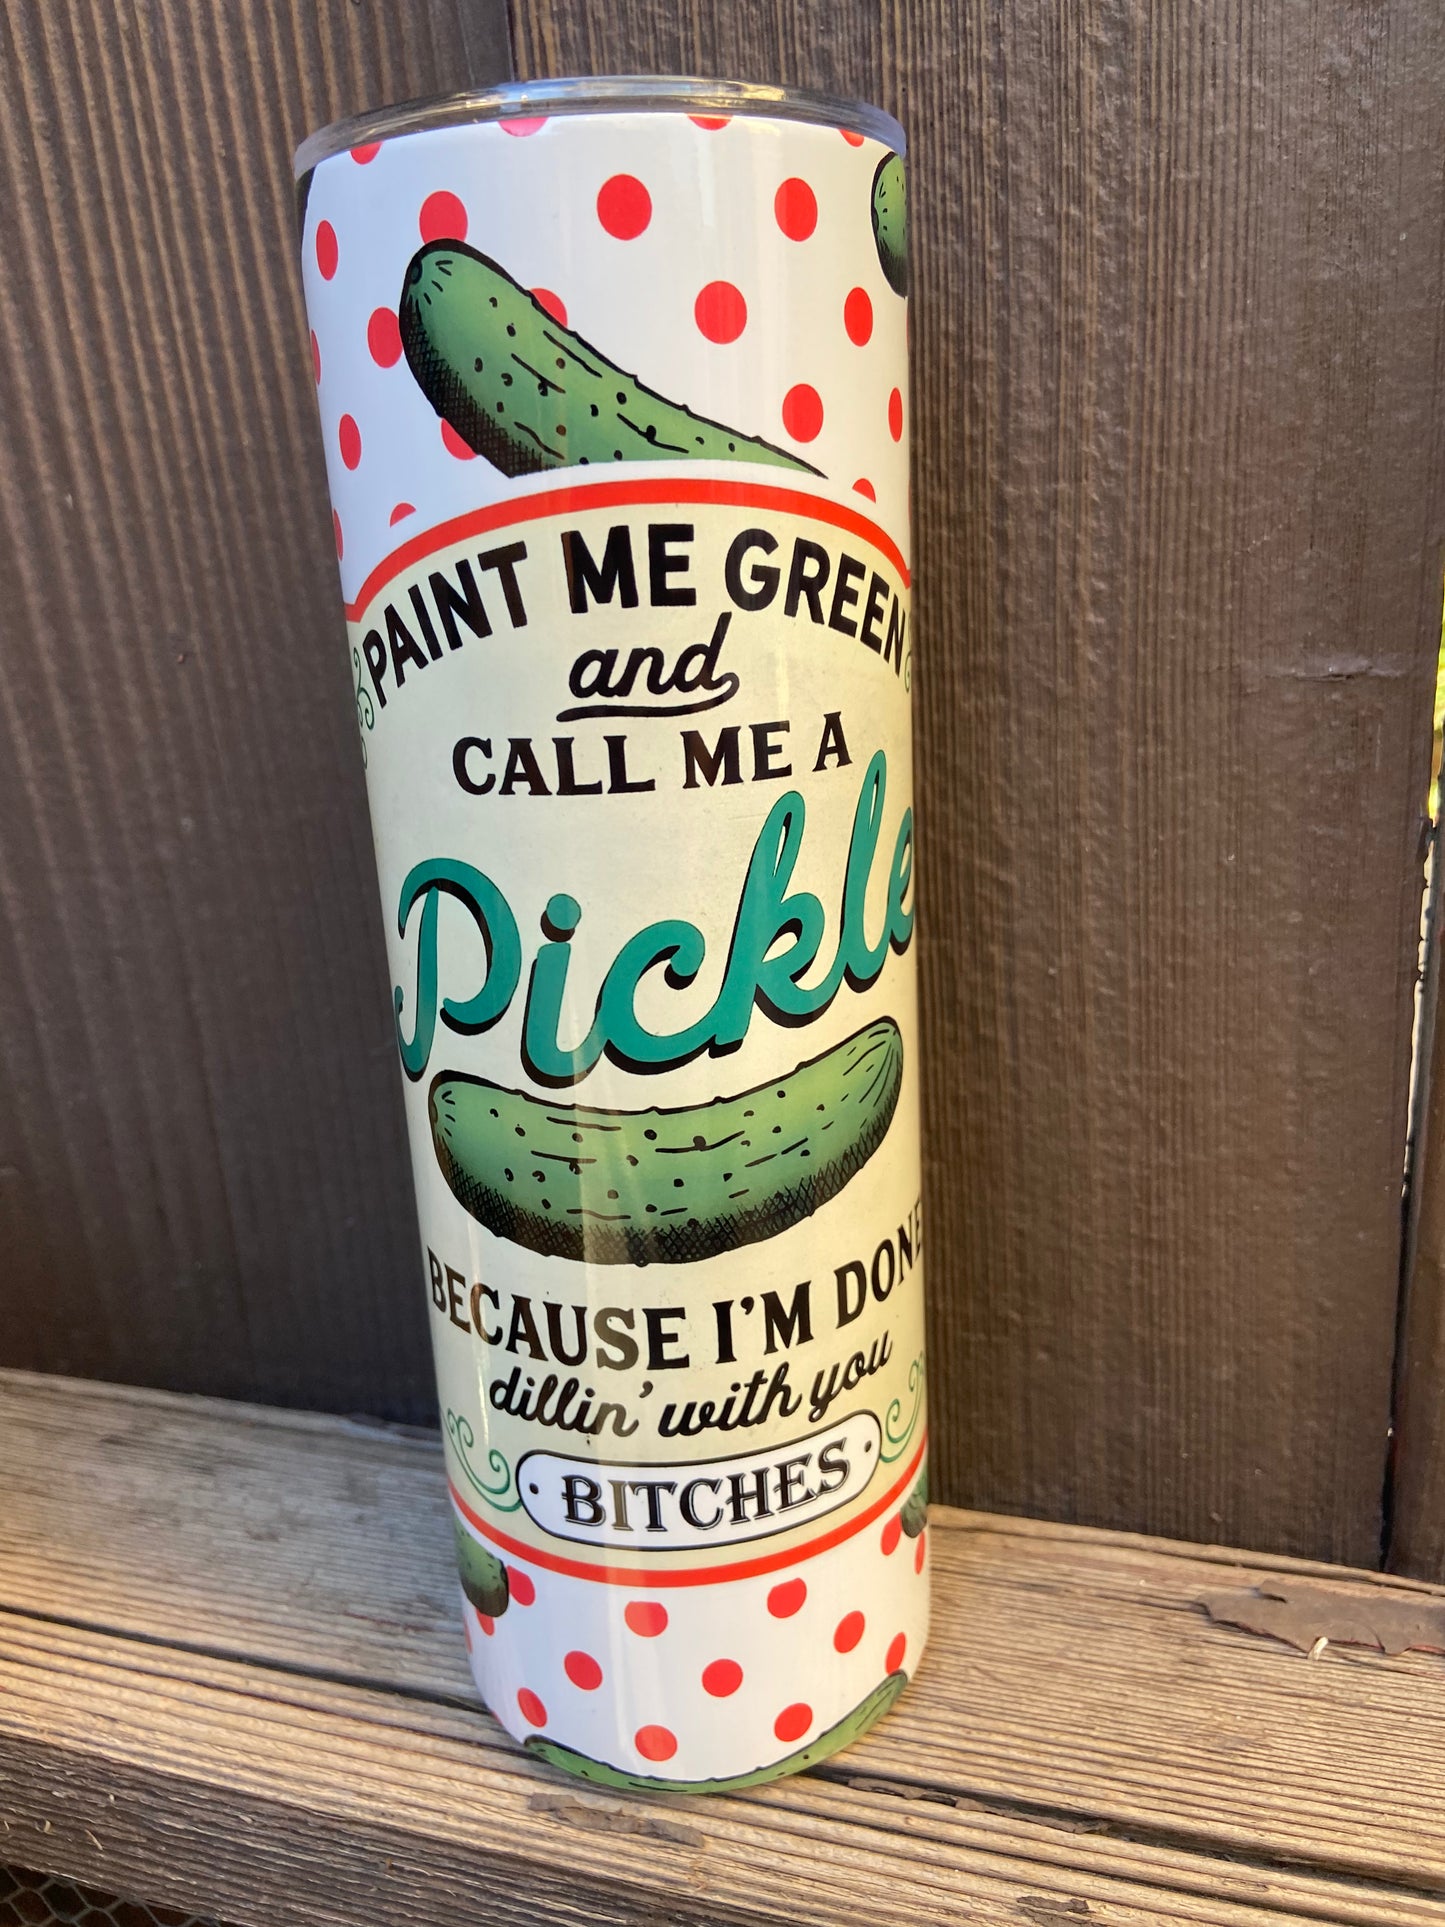 PAINT ME GREEN
and
CALL ME A
Pickle
BECAUSE I'M DONE
dillin' with you
BITCHES